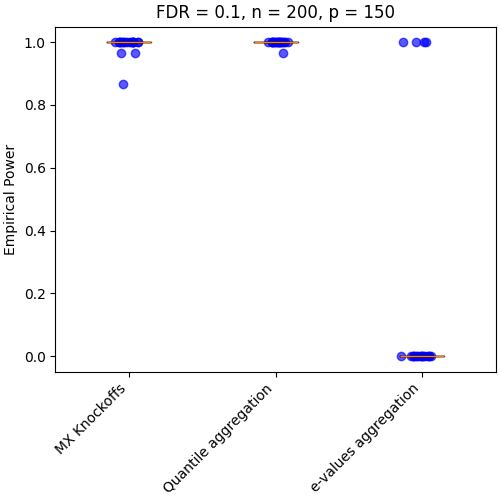 FDR = 0.1, n = 200, p = 150
1.0
0.8
0.6
0.4
0.2
0.0
Empirical Power
MX Knockoffs
Quantile aggregation
e-values aggregation